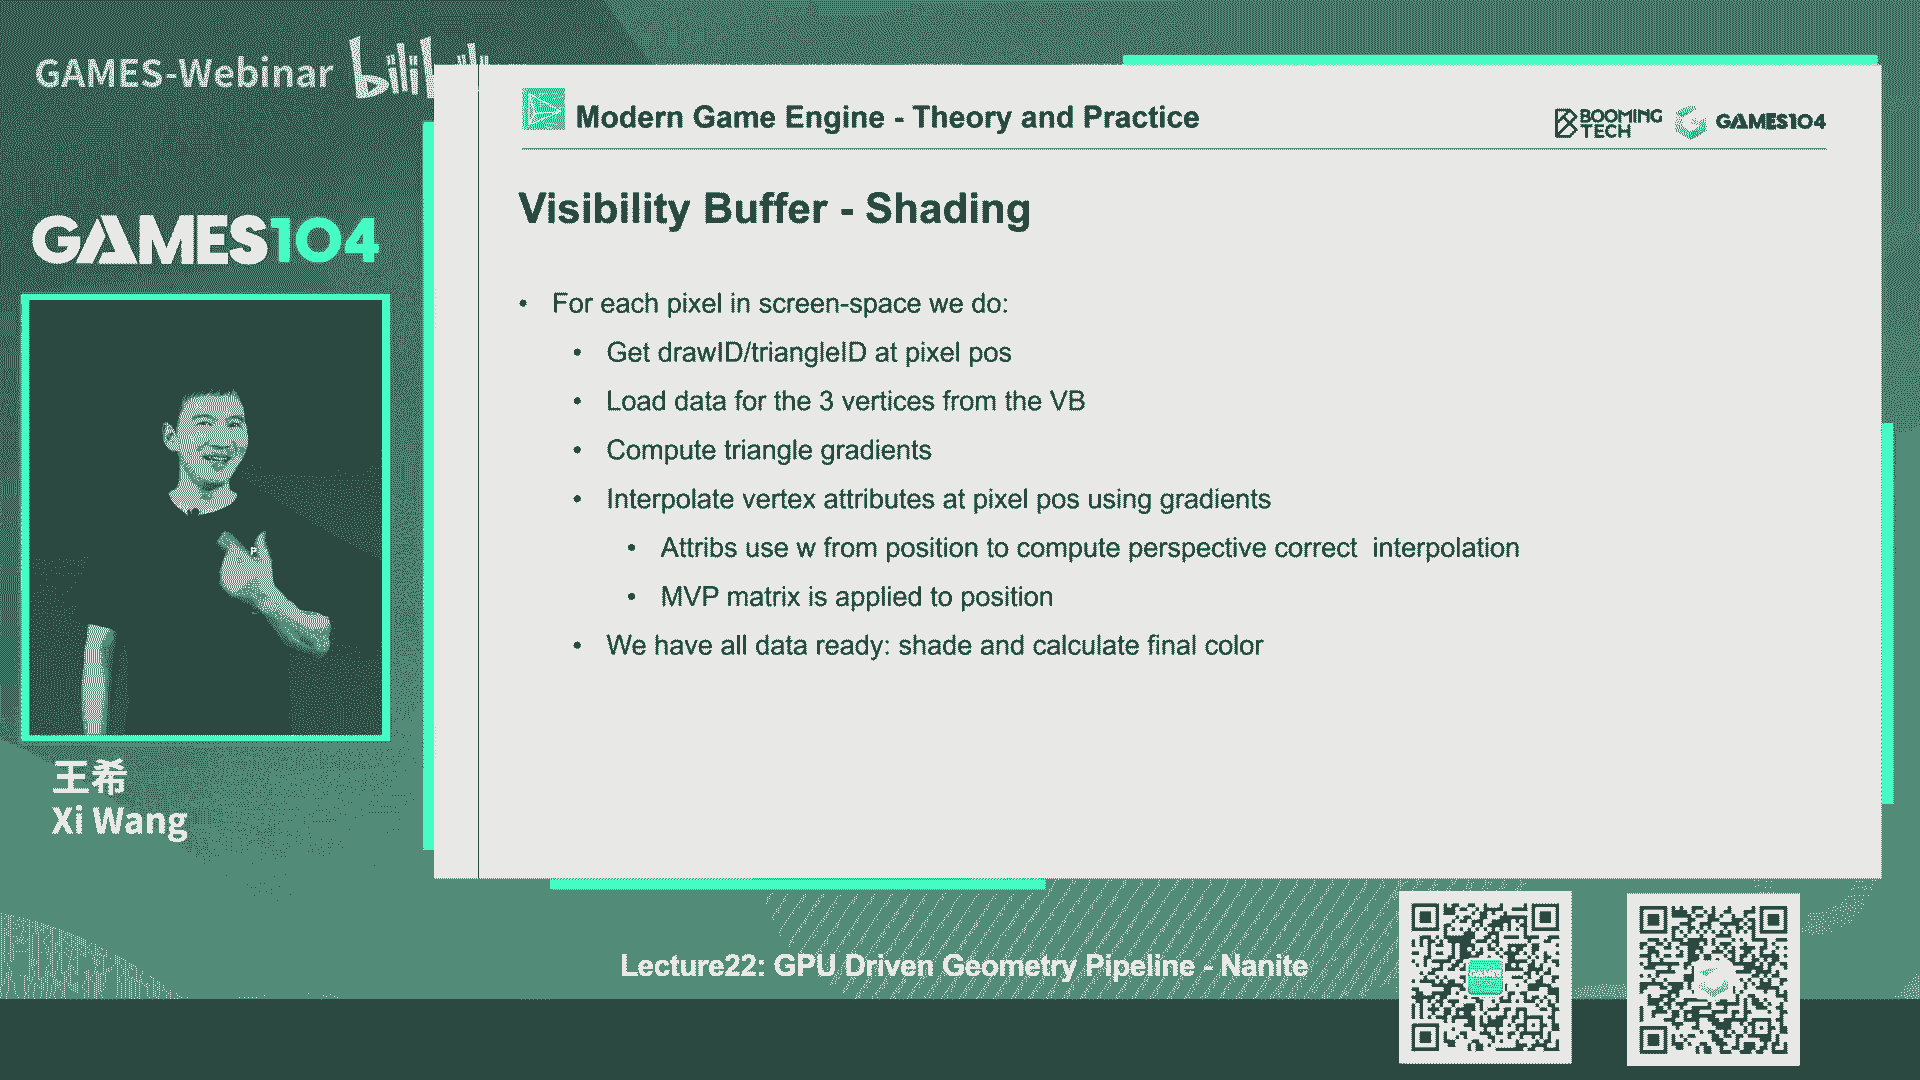 GAMES-Webinar
Modern Game Engine - Theory and Practice
BOOMING
TECH
GAMES104
GAMES104
Visibility Buffer - Shading
• For each pixel in screen-space we do:
• Get drawID/triangleID at pixel pos
• Load data for the 3 vertices from the VB
• Compute triangle gradients
• Interpolate vertex attributes at pixel pos using gradients
• Attribs use w from position to compute perspective correct interpolation
• MVP matrix is applied to position
• We have all data ready: shade and calculate final color
王希
Xi Wang
Lecture22: GPU Driven Geometry Pipeline - Nanite